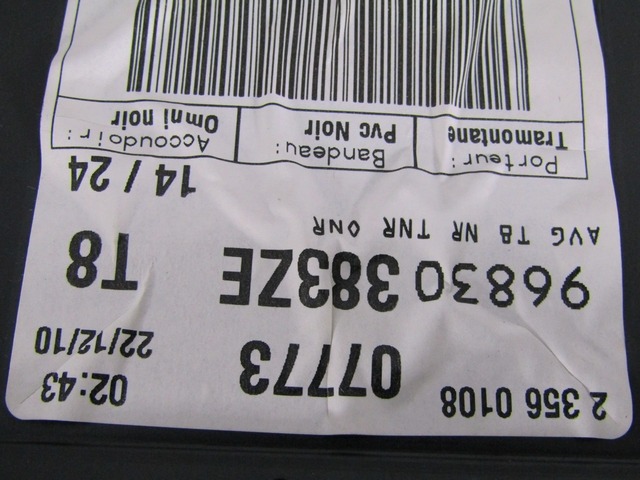 2 356 0108 07773 02:43
22/12/10
96830383ZE T8
AVG T8 NR TNR ONR
14 / 24
Porteur: Bandeau: Accoudoir:
Tramontane Pvc Noir Omni noir